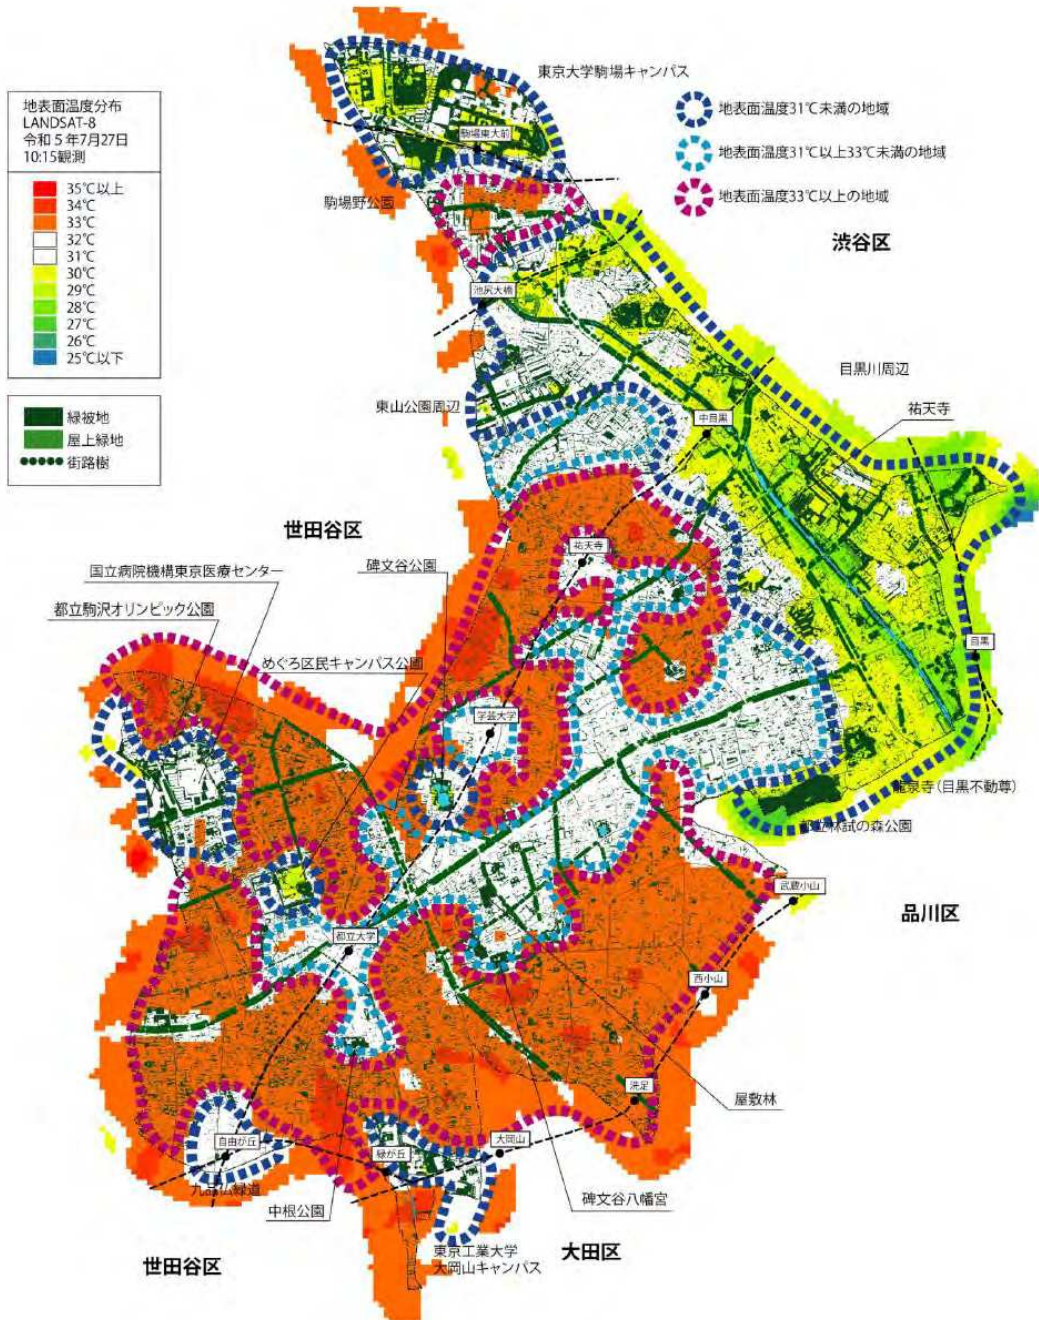 東京大学駒場キャンパス
地表面温度分布
LANDSAT-8
令和5年7月27日
10:15観測
35℃以上
34℃
33℃
32℃
31℃
30℃
29℃
28℃
27℃
26℃
25℃以下
緑被地
屋上緑地
街路樹
地表面温度31℃未満の地域
地表面温度31℃以上33℃未満の地域
地表面温度33℃以上の地域
駒場東大前
駒場野公園
渋谷区
池尻大橋
目黒川周辺
東山公園周辺
中目黒
祐天寺
世田谷区
祐天寺
碑文谷公園
国立病院機構東京医療センター
都立駒沢オリンピック公園
めぐろ区民キャンパス公園
目黒
学芸大学
龍泉寺(目黒不動尊)
都立林試の森公園
武蔵小山
品川区
都立大学
西小山
洗足
屋敷林
自由が丘
緑が丘
大岡山
九品仏緑道
中根公園
碑文谷八幡宮
東京工業大学
大岡山キャンパス
大田区
世田谷区